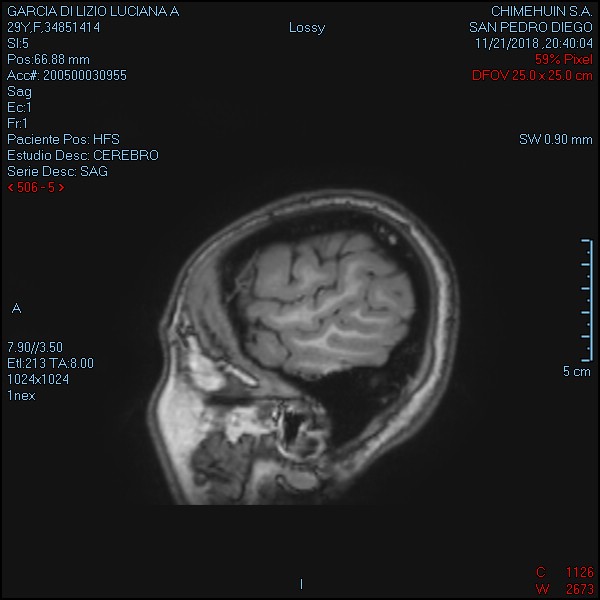 GARCIA DI LIZIO LUCIANA A
29Y,F,34851414
Sl:5
Pos:66.88 mm
Acc#: 200500030955
Sag
Ec:1
Fr:1
Paciente Pos: HFS
Estudio Desc: CEREBRO
Serie Desc: SAG
< 506 - 5 >
Lossy
CHIMEHUIN S.A.
SAN PEDRO DIEGO
11/21/2018 ,20:40:04
59% Pixel
DFOV 25.0 x 25.0 cm
SW 0.90 mm
A
7.90//3.50
Etl:213 TA:8.00
1024x1024
1nex
5 cm
I
C 1126
W 2673